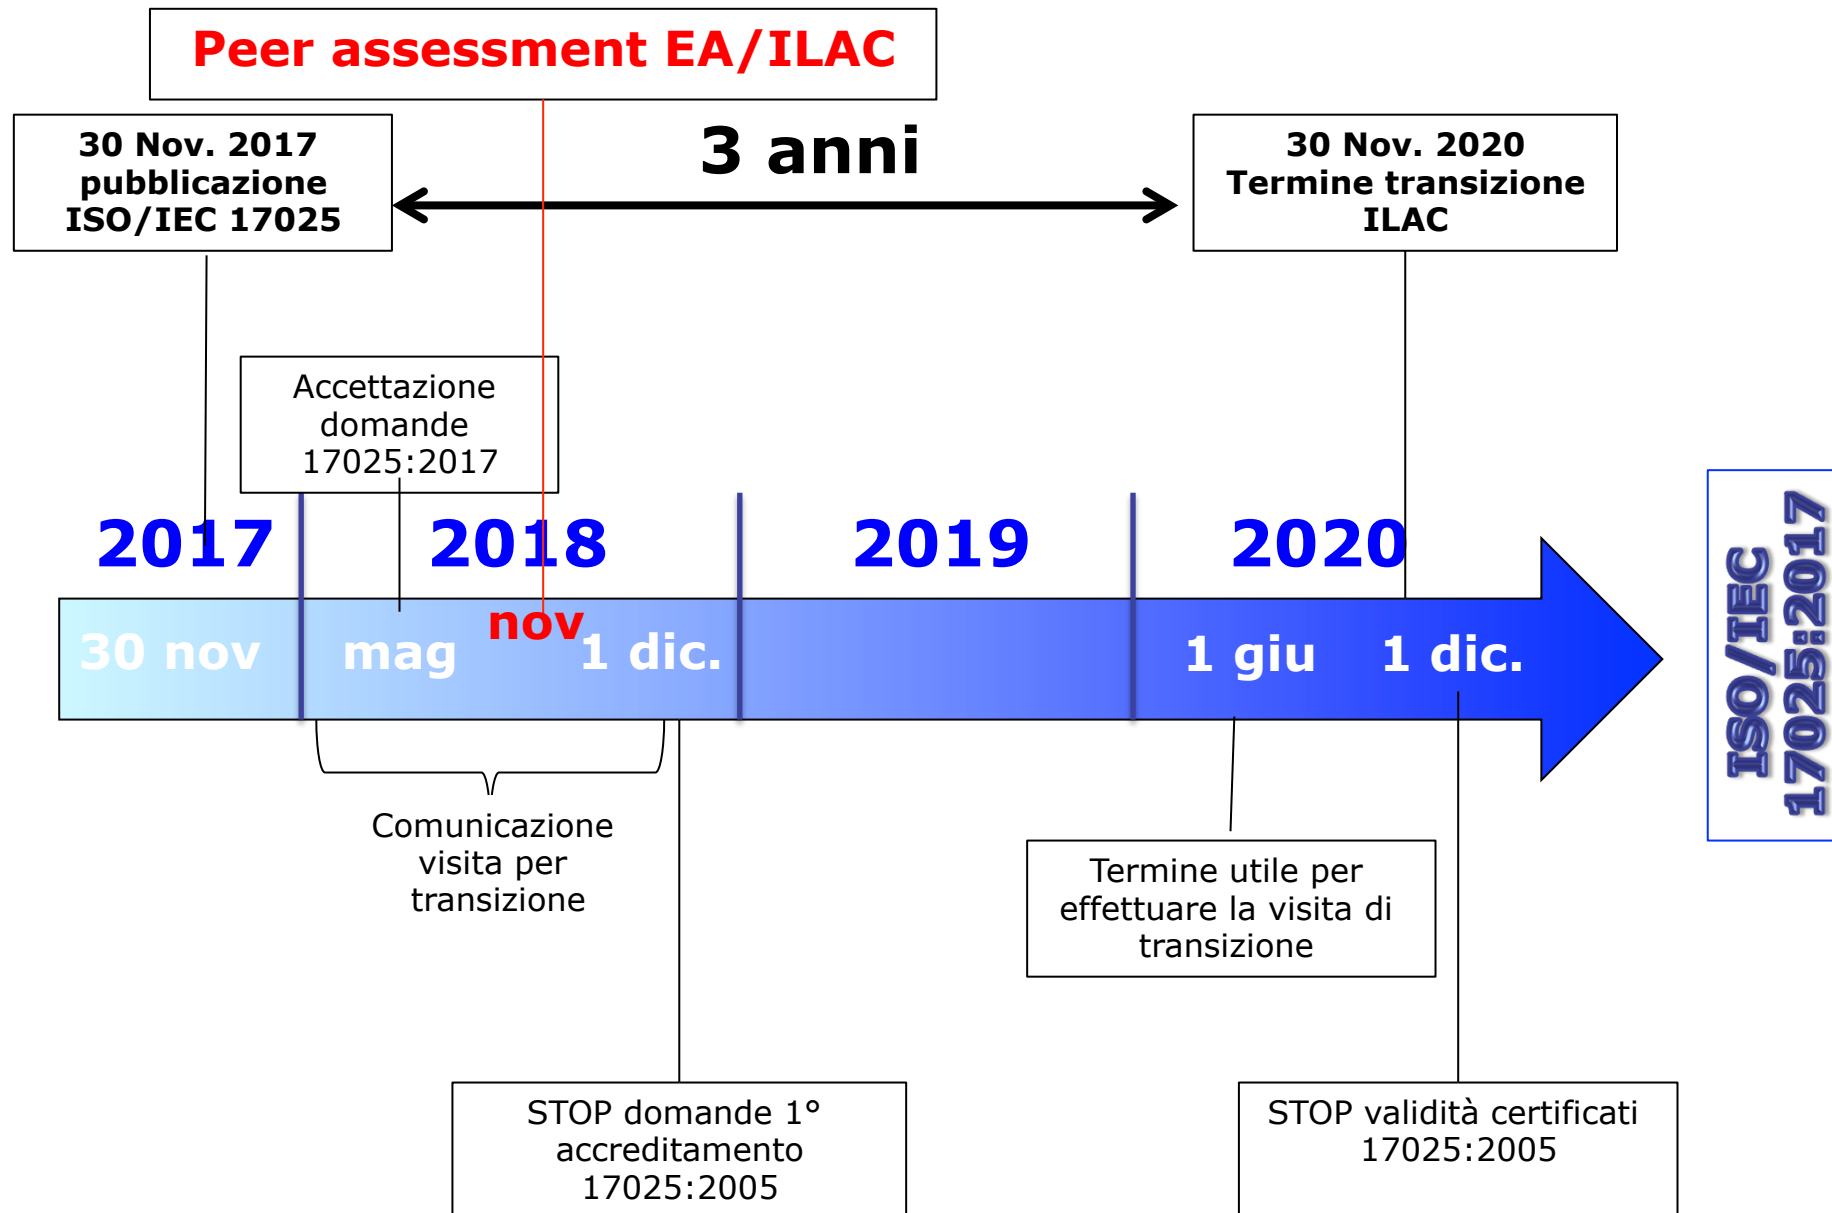 Peer assessment EA/ILAC
30 Nov. 2017
pubblicazione
ISO/IEC 17025
3 anni
30 Nov. 2020
Termine transizione
ILAC
Accettazione
domande
17025:2017
2017
2018
2019
2020
30 nov
mag
nov
1 dic.
1 giu
1 dic.
ISO/IEC
17025:2017
Comunicazione
visita per
transizione
Termine utile per
effettuare la visita di
transizione
STOP domande 1°
accreditamento
17025:2005
STOP validità certificati
17025:2005